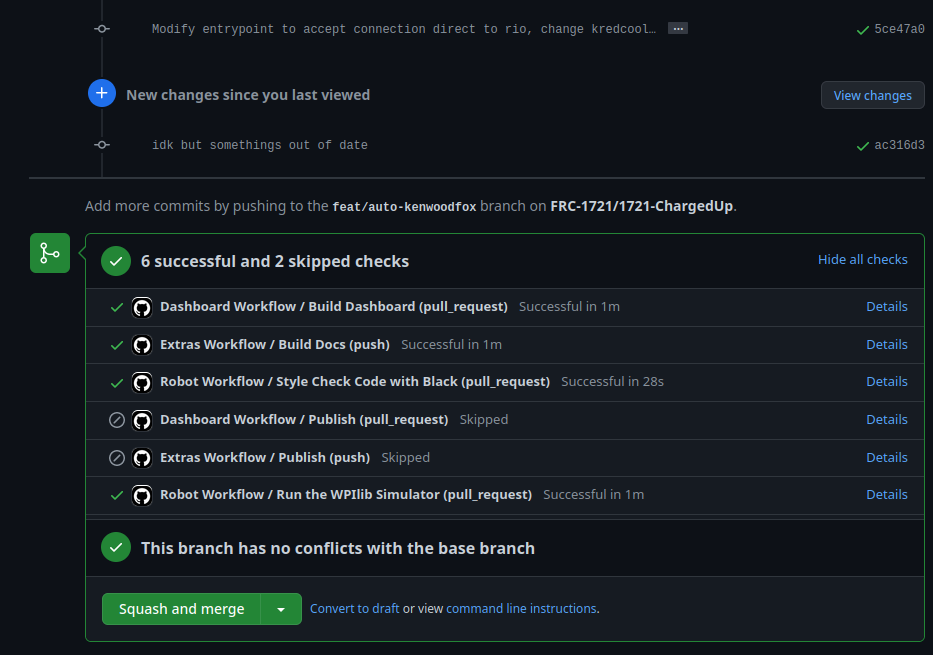 Modify entrypoint to accept connection direct to rio, change kredcool… ... 5ce47a0
New changes since you last viewed View changes
idk but somethings out of date ac316d3
Add more commits by pushing to the feat/auto-kenwoodfox branch on FRC-1721/1721-ChargedUp.
6 successful and 2 skipped checks Hide all checks
Dashboard Workflow / Build Dashboard (pull_request) Successful in 1m Details
Extras Workflow / Build Docs (push) Successful in 1m Details
Robot Workflow / Style Check Code with Black (pull_request) Successful in 28s Details
Dashboard Workflow / Publish (pull_request) Skipped Details
Extras Workflow / Publish (push) Skipped Details
Robot Workflow / Run the WPIlib Simulator (pull_request) Successful in 1m Details
This branch has no conflicts with the base branch
Squash and merge Convert to draft or view command line instructions.